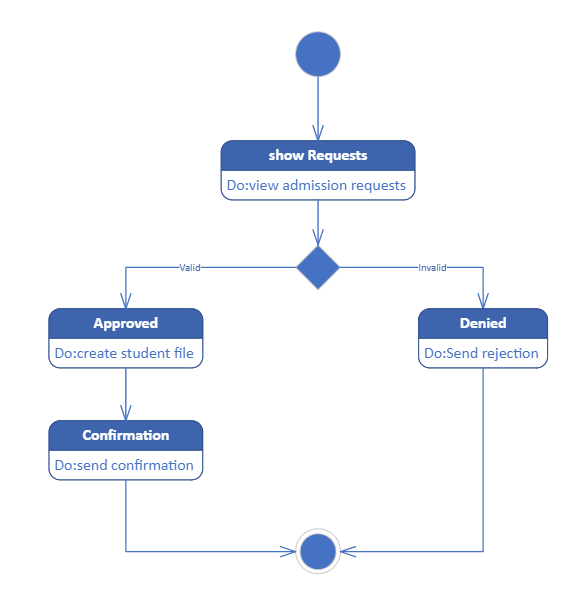 show Requests
Do:view admission requests
Valid
Invalid
Approved
Do:create student file
Denied
Do:Send rejection
Confirmation
Do:send confirmation